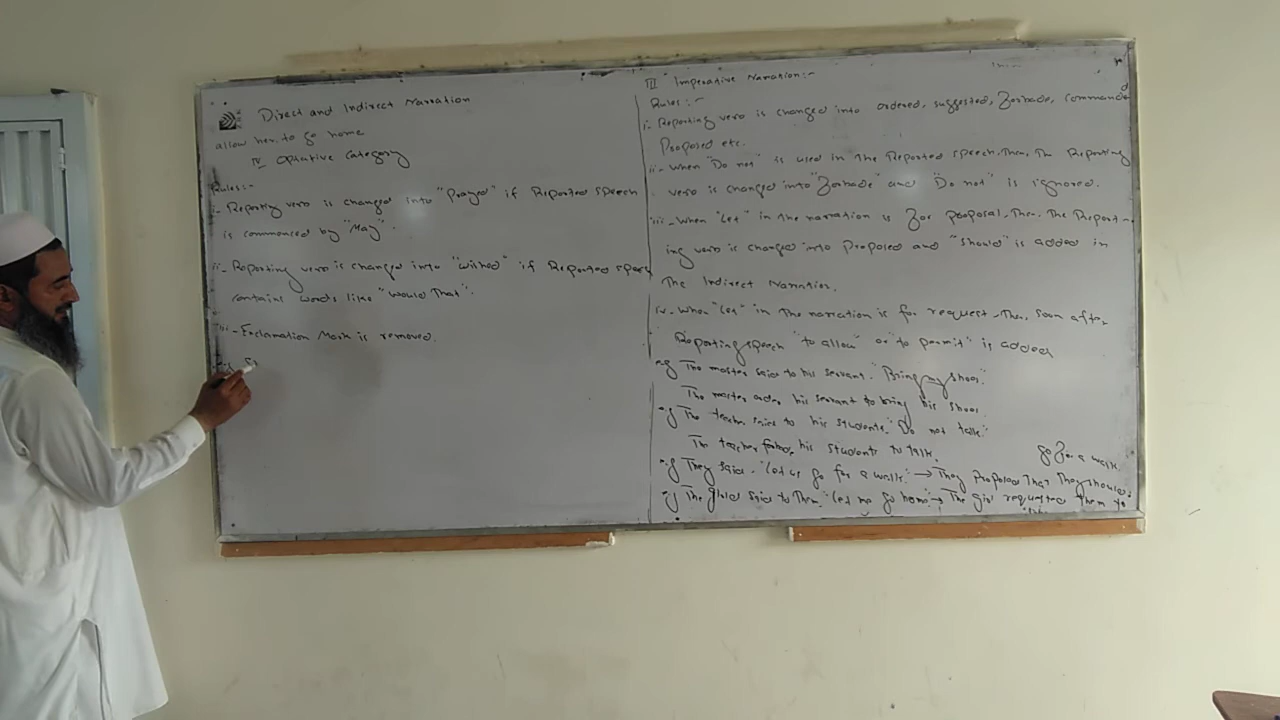 Direct and Indirect Narration
allow her to go home
IV Optative Category
Rules:-
i- Reporting verb is changed into "Prayed" if Reported speech
is commenced by "May".
ii- Reporting verb is changed into "wished" if Reported speech
contains words like "would That".
iii- Exclamation Mark is removed.
e.g
III Imperative Narration:-
Rules:-
i- Reporting verb is changed into ordered, suggested, forbade, commanded
Proposed etc.
ii- when "Do not" is used in the Reported speech, Then, The Reporting
verb is changed into "forbade" and "Do not" is ignored.
iii- when "Let" in the narration is for proposal, Then, The Report-
ing verb is changed into Proposed and "should" is added in
The Indirect Narration.
iv- when "Let" in The narration is for request, Then, soon after
Reporting speech "to allow" or "to permit" is added
e.g The master said to his servant. "Bring my shoes".
The master order his servant to bring his shoes.
e.g The teacher said to his students. "Do not talk."
The teacher forbade his students to talk.
go for a walk.
e.g They said. "Let us go for a walk." → They Proposed That They should
e.g The said to Them. "Let me go home" → The girl requested them to